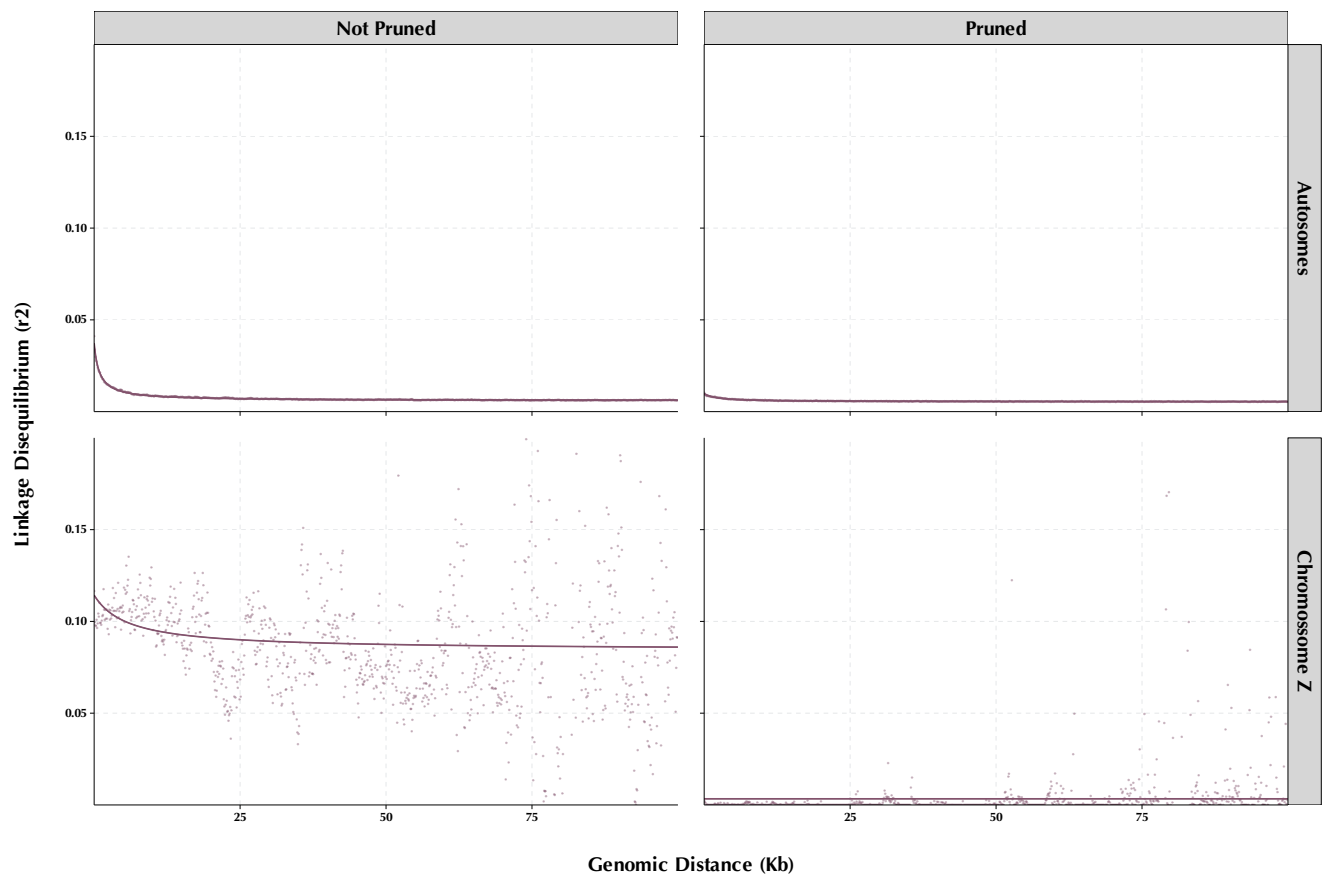 Not Pruned
Pruned
0.15
0.10
0.05
Autosomes
0.15
0.10
0.05
Chromossome Z
25
50
75
25
50
75
Linkage Disequilibrium (r2)
Genomic Distance (Kb)